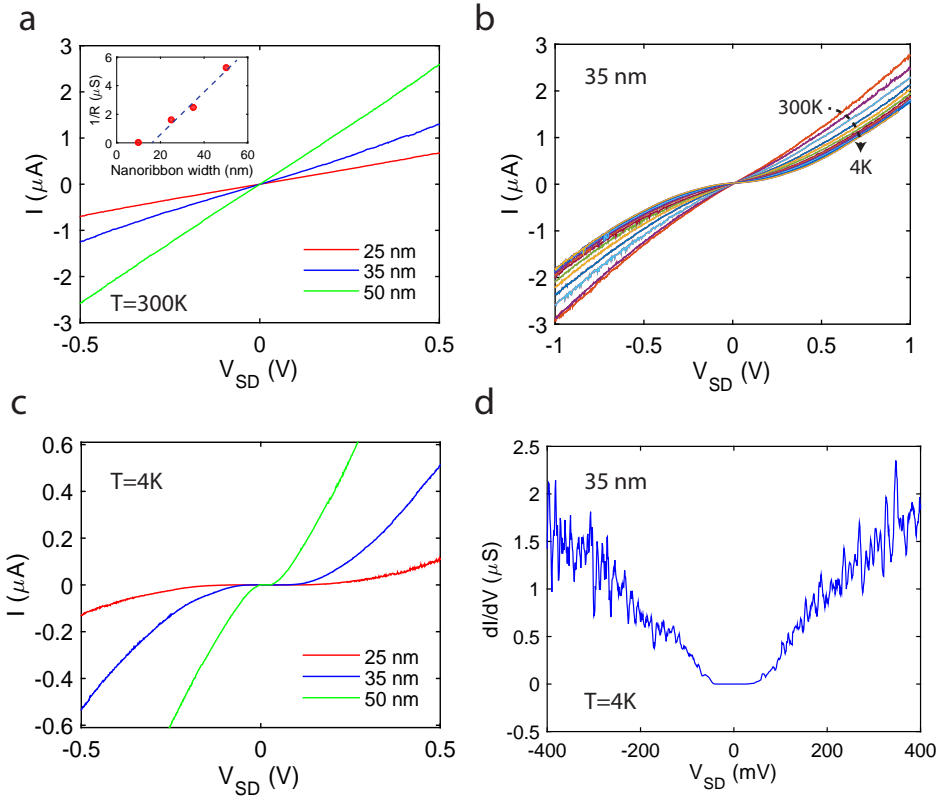 a
3
2
1
0
-1
-2
-3
I (μA)
-0.5
0
0.5
V_SD (V)
T=300K
25 nm
35 nm
50 nm
6
4
2
0
1/R (μS)
0
20
40
60
Nanoribbon width (nm)
b
3
2
1
0
-1
-2
-3
I (μA)
-1
-0.5
0
0.5
1
V_SD (V)
35 nm
300K
4K
c
0.6
0.4
0.2
0
-0.2
-0.4
-0.6
I (μA)
-0.5
0
0.5
V_SD (V)
T=4K
25 nm
35 nm
50 nm
d
2.5
2
1.5
1
0.5
0
-0.5
dI/dV (μS)
-400
-200
0
200
400
V_SD (mV)
35 nm
T=4K